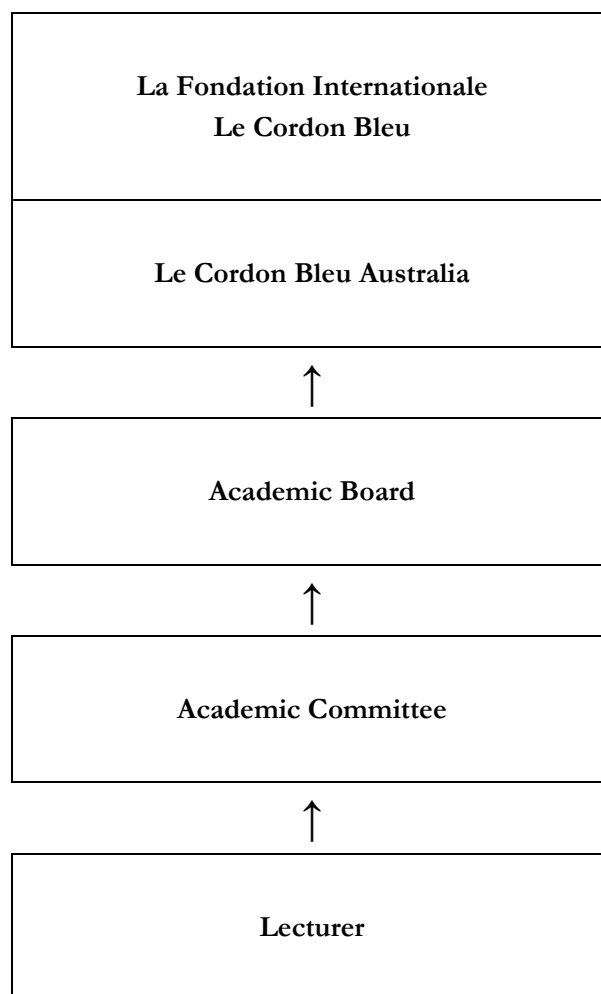 La Fondation Internationale
Le Cordon Bleu
Le Cordon Bleu Australia
↑
Academic Board
↑
Academic Committee
↑
Lecturer